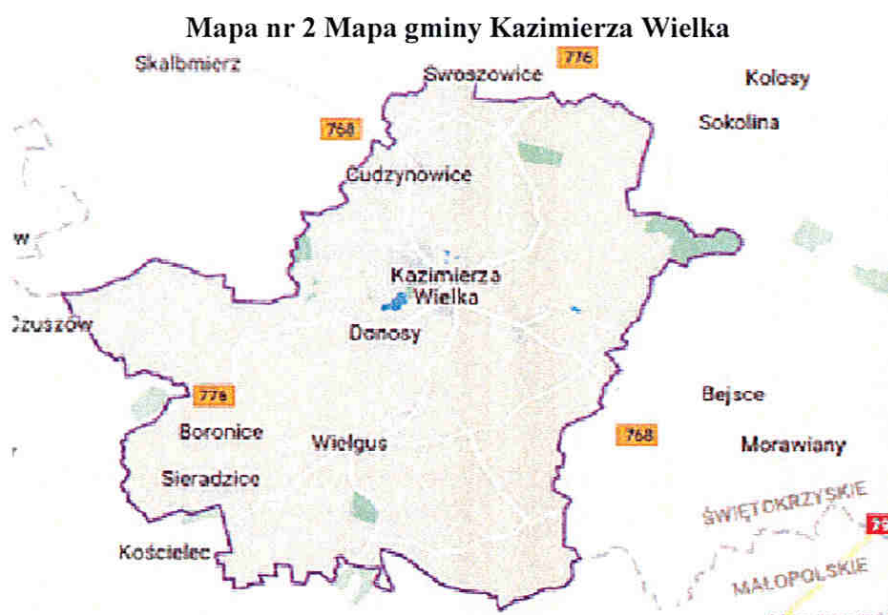 Mapa nr 2 Mapa gminy Kazimierza Wielka
Skalbmierz
Swoszowice
776
Kolosy
768
Sokolina
Cudzynowice
w
Kazimierza
Wielka
Donosy
776
Bejsce
Boronice
Wielgus
768
Morawiany
Sieradzice
ŚWIĘTOKRZYSKIE
Kościelec
MAŁOPOLSKIE